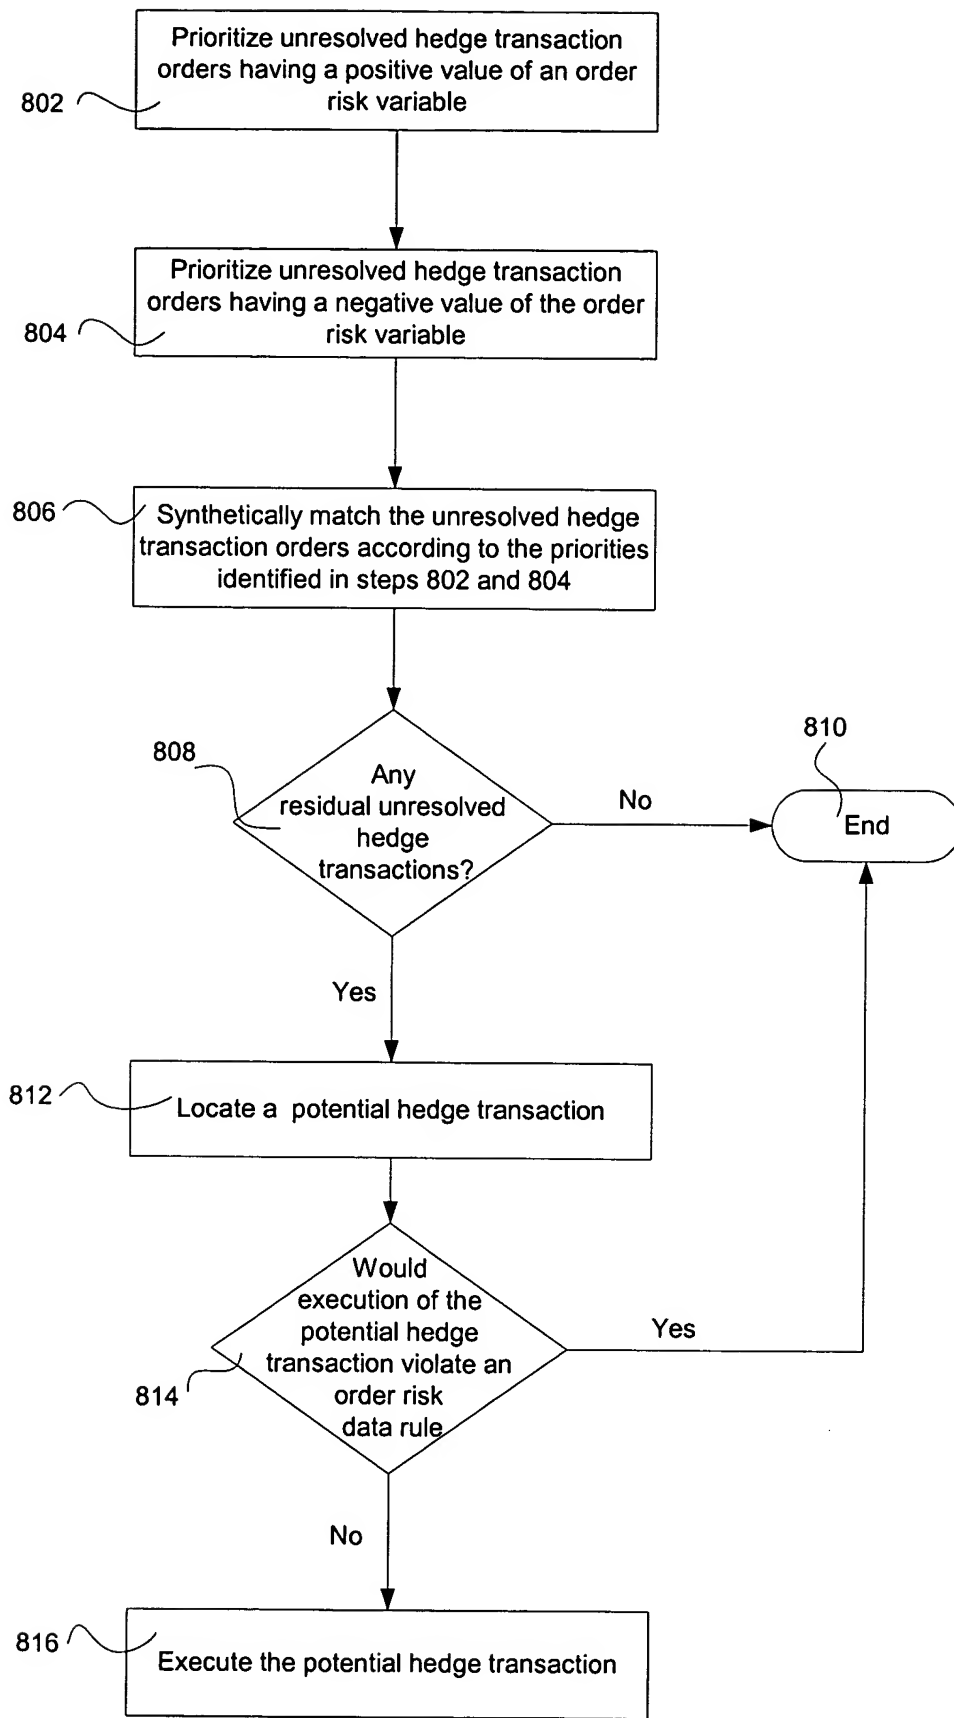 Prioritize unresolved hedge transaction
orders having a positive value of an order
risk variable
802
Prioritize unresolved hedge transaction
orders having a negative value of the order
risk variable
804
806
Synthetically match the unresolved hedge
transaction orders according to the priorities
identified in steps 802 and 804
808
Any
residual unresolved
hedge
transactions?
No
810
End
Yes
812
Locate a potential hedge transaction
Would
execution of the
potential hedge
transaction violate an
order risk
data rule
814
Yes
No
816
Execute the potential hedge transaction